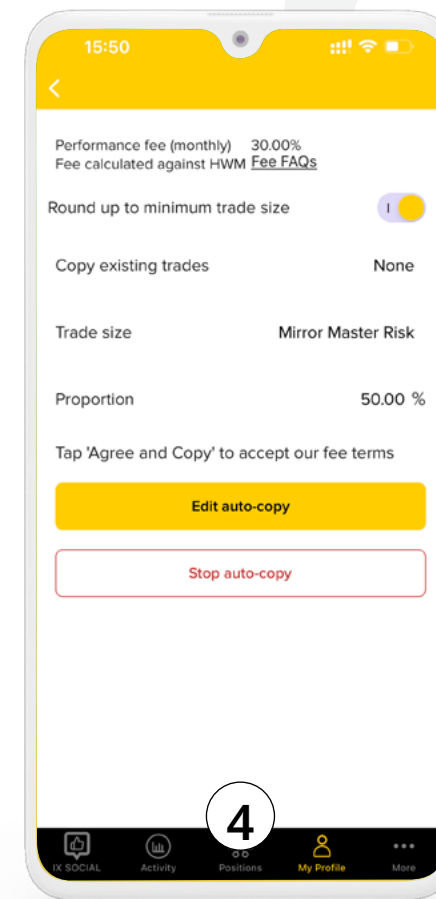 15:50
Performance fee (monthly) 30.00%
Fee calculated against HWM Fee FAQs
Round up to minimum trade size
Copy existing trades None
Trade size Mirror Master Risk
Proportion 50.00 %
Tap 'Agree and Copy' to accept our fee terms
Edit auto-copy
Stop auto-copy
4
IX SOCIAL Activity Positions My Profile More